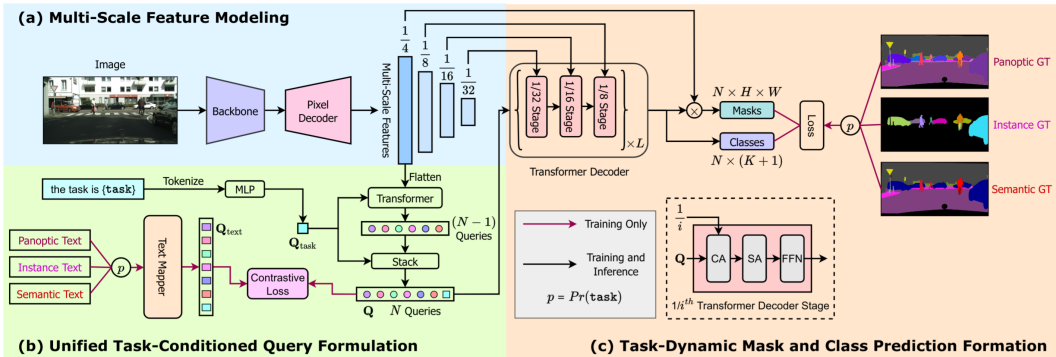 (a) Multi-Scale Feature Modeling
Image
Backbone
Pixel
Decoder
Multi-Scale Features
1/4
1/8
1/16
1/32
Flatten
1/32 Stage
1/16 Stage
1/8 Stage
×L
Transformer Decoder
N × H × W
Masks
Classes
N × (K + 1)
Loss
p
Panoptic GT
Instance GT
Semantic GT
the task is {task}
Tokenize
MLP
Q_task
Transformer
(N − 1)
Queries
Stack
Panoptic Text
Instance Text
Semantic Text
p
Text Mapper
Q_text
Contrastive
Loss
Q
N Queries
Training Only
Training and
Inference
p = Pr(task)
1/i
Q
CA
SA
FFN
1/i^th Transformer Decoder Stage
(b) Unified Task-Conditioned Query Formulation
(c) Task-Dynamic Mask and Class Prediction Formation